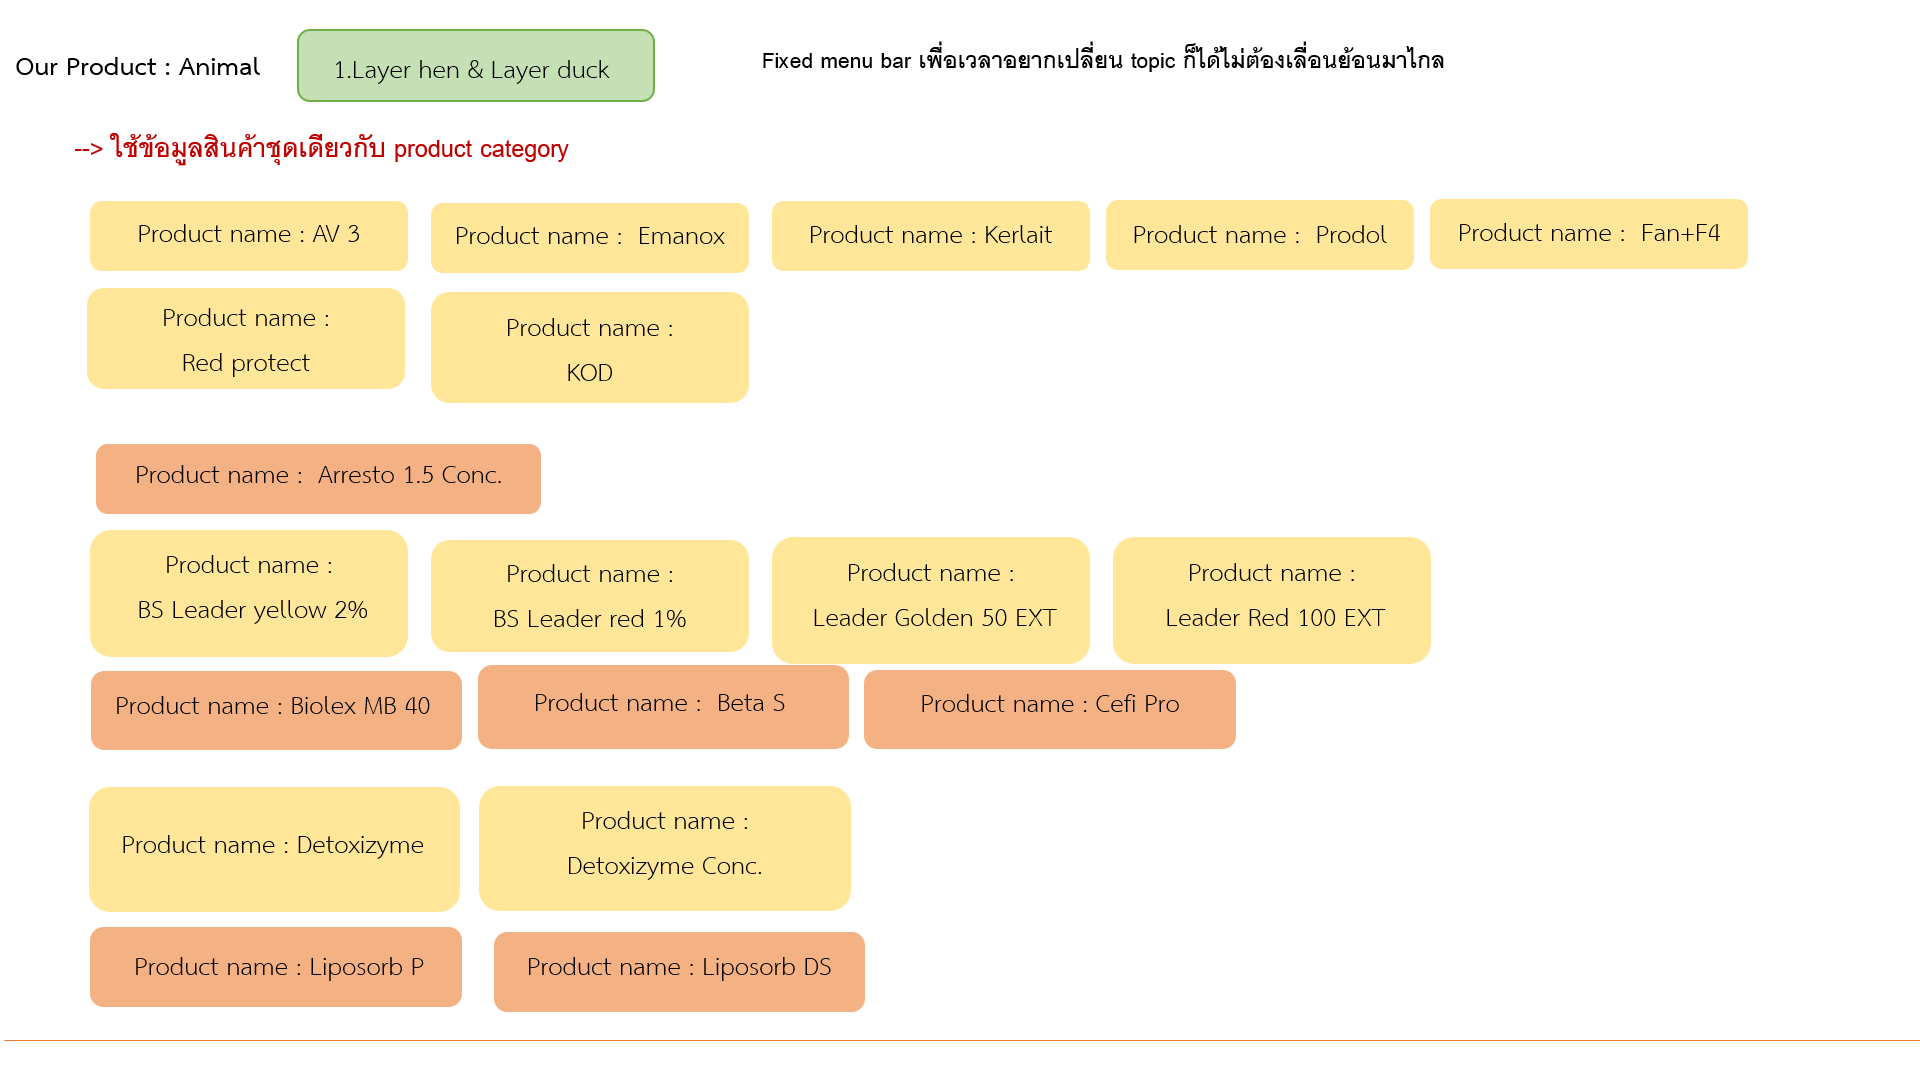 Our Product : Animal
1.Layer hen & Layer duck
Fixed menu bar เพื่อเวลาอยากเปลี่ยน topic ก็ได้ไม่ต้องเลื่อนย้อนมาไกล
--> ใช้ข้อมูลสินค้าชุดเดียวกับ product category
Product name : AV 3
Product name : Emanox
Product name : Kerlait
Product name : Prodol
Product name : Fan+F4
Product name :
Red protect
Product name :
KOD
Product name : Arresto 1.5 Conc.
Product name :
BS Leader yellow 2%
Product name :
BS Leader red 1%
Product name :
Leader Golden 50 EXT
Product name :
Leader Red 100 EXT
Product name : Biolex MB 40
Product name : Beta S
Product name : Cefi Pro
Product name : Detoxizyme
Product name :
Detoxizyme Conc.
Product name : Liposorb P
Product name : Liposorb DS